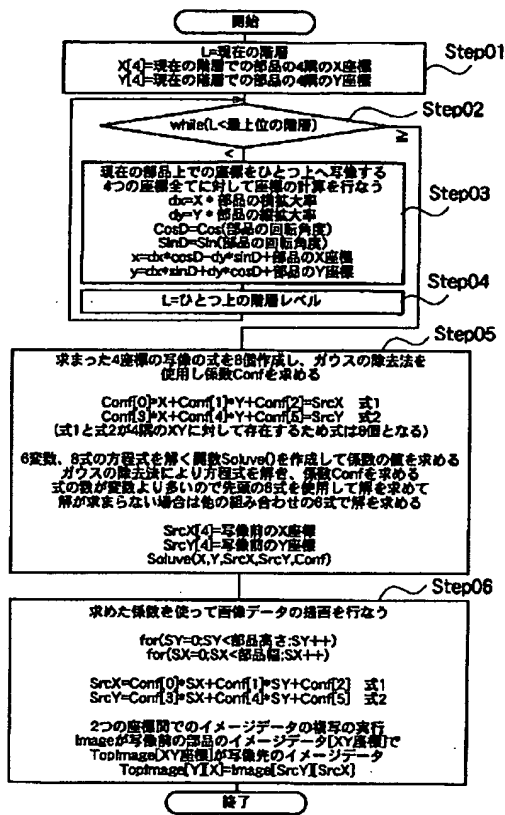 開始
L=現在の階層
X[4]=現在の階層での部品の4隅のX座標
Y[4]=現在の階層での部品の4隅のY座標
Step01
Step02
while(L<最上位の階層)
≧
<
現在の部品上での座標をひとつ上へ写像する
4つの座標全てに対して座標の計算を行なう
dx=X * 部品の横拡大率
dy=Y * 部品の縦拡大率
CosD=Cos(部品の回転角度)
SinD=Sin(部品の回転角度)
x=dx*cosD-dy*sinD+部品のX座標
y=dx*sinD+dy*cosD+部品のY座標
Step03
Step04
L=ひとつ上の階層レベル
Step05
求まった4座標の写像の式を8個作成し、ガウスの除去法を
使用し係数Confを求める
Conf[0]*X+Conf[1]*Y+Conf[2]=SrcX 式1
Conf[3]*X+Conf[4]*Y+Conf[5]=SrcY 式2
(式1と式2が4隅のXYに対して存在するため式は8個となる)
6変数、8式の方程式を解く関数Soluve()を作成して係数の値を求める
ガウスの除去法により方程式を解き、係数Confを求める
式の数が変数より多いので先頭の6式を使用して解を求めて
解が求まらない場合は他の組み合わせの6式で解を求める
SrcX[4]=写像前のX座標
SrcY[4]=写像前のY座標
Soluve(X,Y,SrcX,SrcY,Conf)
Step06
求めた係数を使って画像データの描画を行なう
for(SY=0;SY<部品高さ;SY++)
for(SX=0;SX<部品幅;SX++)
SrcX=Conf[0]*SX+Conf[1]*SY+Conf[2] 式1
SrcY=Conf[3]*SX+Conf[4]*SY+Conf[5] 式2
2つの座標間でのイメージデータの複写の実行
Imageが写像前の部品のイメージデータ[XY座標]で
TopImage[XY座標]が写像先のイメージデータ
TopImage[Y][X]=Image[SrcY][SrcX]
終了